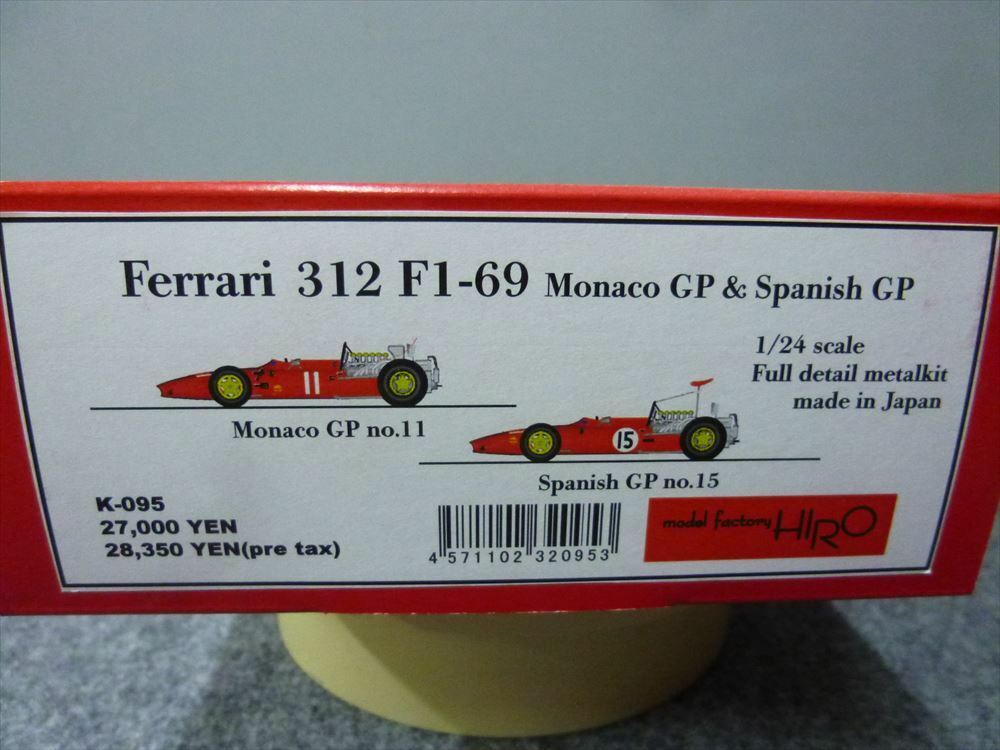 Ferrari 312 F1-69 Monaco GP & Spanish GP
1/24 scale
Full detail metalkit
made in Japan
11
Monaco GP no.11
15
Spanish GP no.15
K-095
27,000 YEN
28,350 YEN(pre tax)
4 571102 320953
model factory HIRO